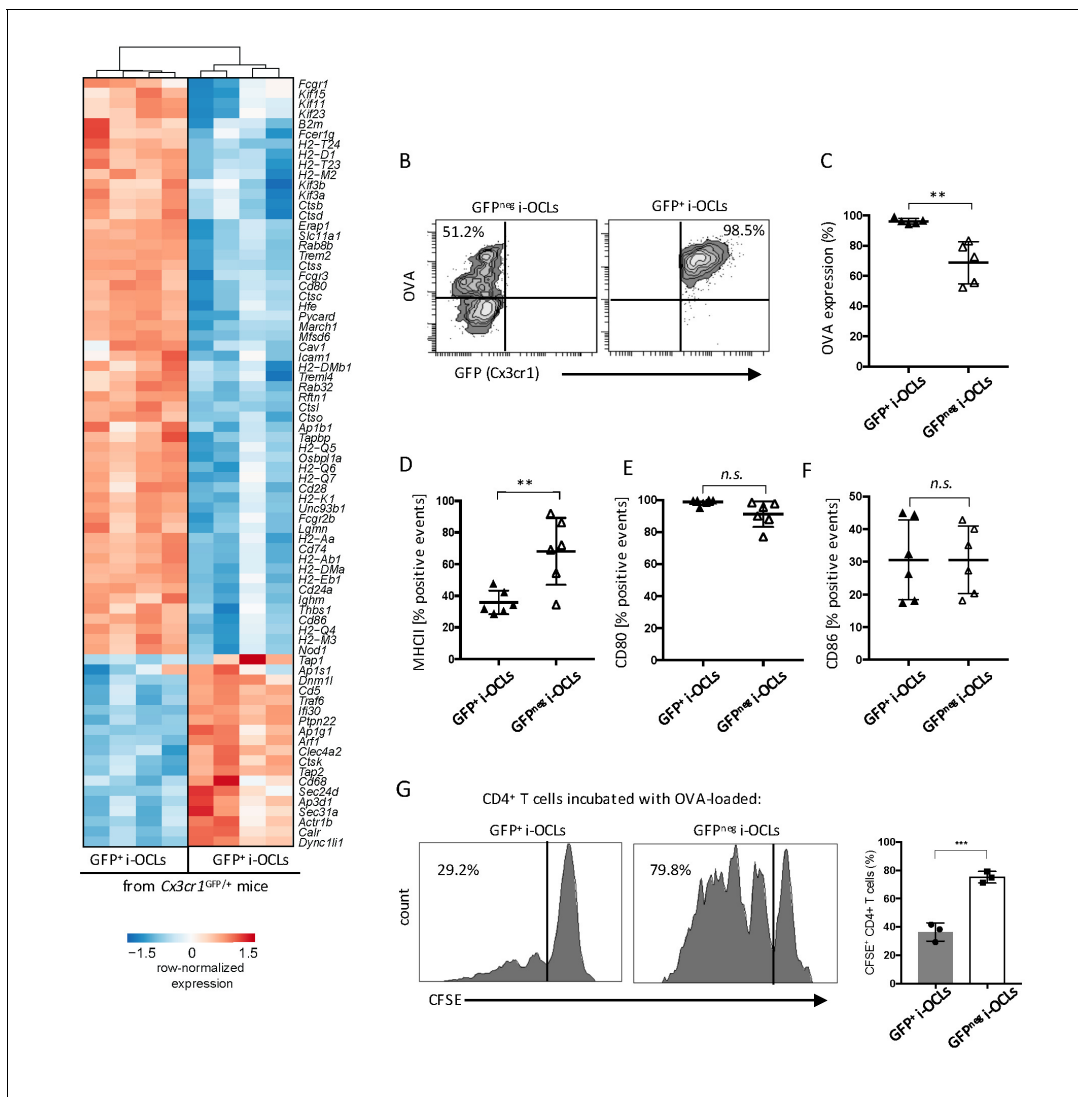 Fcgr1
Kif15
Kif11
Kif23
B2m
Fcer1g
H2−T24
H2−D1
H2−T23
H2−M2
Kif3b
Kif3a
Ctsb
Ctsd
Erap1
Slc11a1
Rab8b
Trem2
Ctss
Fcgr3
Cd80
Ctsc
Hfe
Pycard
March1
Mfsd6
Cav1
Icam1
H2−DMb1
Treml4
Rab32
Rftn1
Ctsl
Ctso
Ap1b1
Tapbp
H2−Q5
Osbpl1a
H2−Q6
H2−Q7
Cd28
H2−K1
Unc93b1
Fcgr2b
Lgmn
H2−Aa
Cd74
H2−Ab1
H2−DMa
H2−Eb1
Cd24a
Ighm
Thbs1
Cd86
H2−Q4
H2−M3
Nod1
Tap1
Ap1s1
Dnm1l
Cd5
Traf6
Ifi30
Ptpn22
Ap1g1
Arf1
Clec4a2
Ctsk
Tap2
Cd68
Sec24d
Ap3d1
Sec31a
Actr1b
Calr
Dync1li1
GFP+ i-OCLs GFP+ i-OCLs
from Cx3cr1GFP/+ mice
−1.5 0 1.5
row-normalized
expression
B
GFPneg i-OCLs GFP+ i-OCLs
51.2% 98.5%
OVA
GFP (Cx3cr1)
C
**
OVA expression (%)
100
80
60
40
20
0
GFP+ i-OCLs
GFPneg i-OCLs
D
**
MHCII [% positive events]
100
80
60
40
20
0
GFP+ i-OCLs
GFPneg i-OCLs
E
n.s.
CD80 [% positive events]
100
80
60
40
20
0
GFP+ i-OCLs
GFPneg i-OCLs
F
n.s.
CD86 [% positive events]
50
40
30
20
10
0
GFP+ i-OCLs
GFPneg i-OCLs
G
CD4+ T cells incubated with OVA-loaded:
GFP+ i-OCLs GFPneg i-OCLs
29.2% 79.8%
count
CFSE
***
CFSE+ CD4+ T cells (%)
80
60
40
20
0
GFP+ i-OCLs
GFPneg i-OCLs